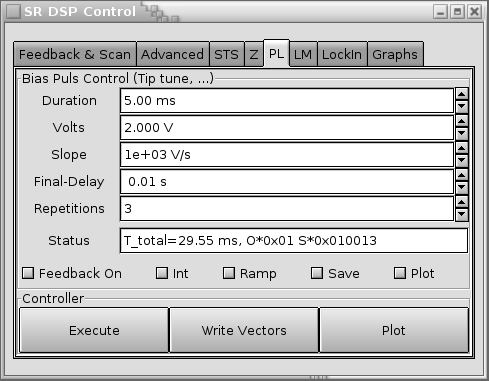 SR DSP Control
Feedback & Scan Advanced STS Z PL LM LockIn Graphs
Bias Puls Control (Tip tune, ...)
Duration 5.00 ms
Volts 2.000 V
Slope 1e+03 V/s
Final-Delay 0.01 s
Repetitions 3
Status T_total=29.55 ms, O*0x01 S*0x010013
Feedback On Int Ramp Save Plot
Controller
Execute Write Vectors Plot